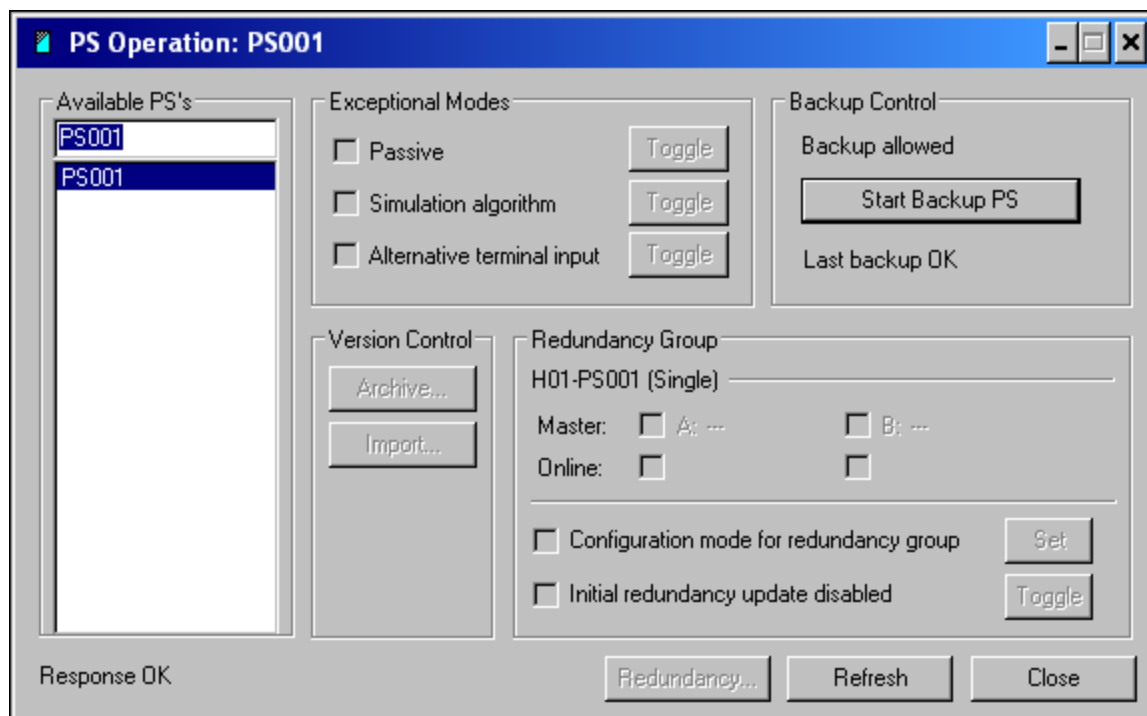 PS Operation: PS001
Available PS's
PS001
PS001
Exceptional Modes
Passive
Toggle
Simulation algorithm
Toggle
Alternative terminal input
Toggle
Backup Control
Backup allowed
Start Backup PS
Last backup OK
Version Control
Archive...
Import...
Redundancy Group
H01-PS001 (Single)
Master: A: --- B: ---
Online:
Configuration mode for redundancy group
Set
Initial redundancy update disabled
Toggle
Response OK
Redundancy...
Refresh
Close